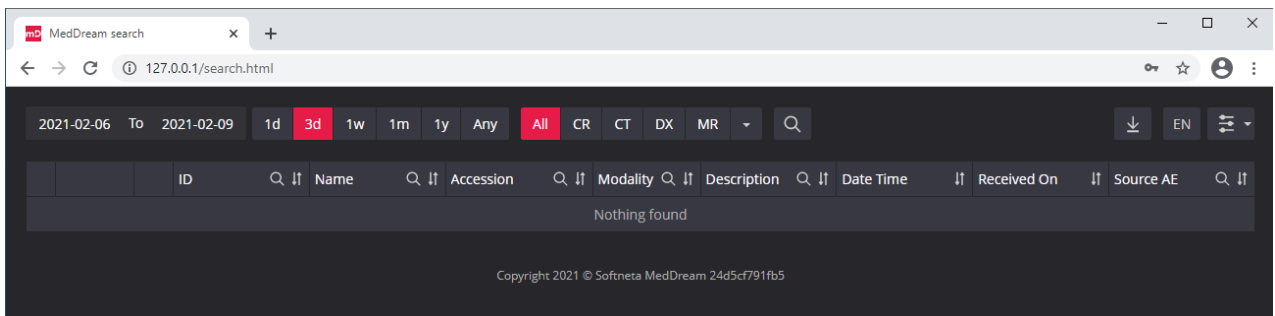 mD MedDream search
127.0.0.1/search.html
2021-02-06 To 2021-02-09 1d 3d 1w 1m 1y Any All CR CT DX MR EN
ID Name Accession Modality Description Date Time Received On Source AE
Nothing found
Copyright 2021 © Softneta MedDream 24d5cf791fb5